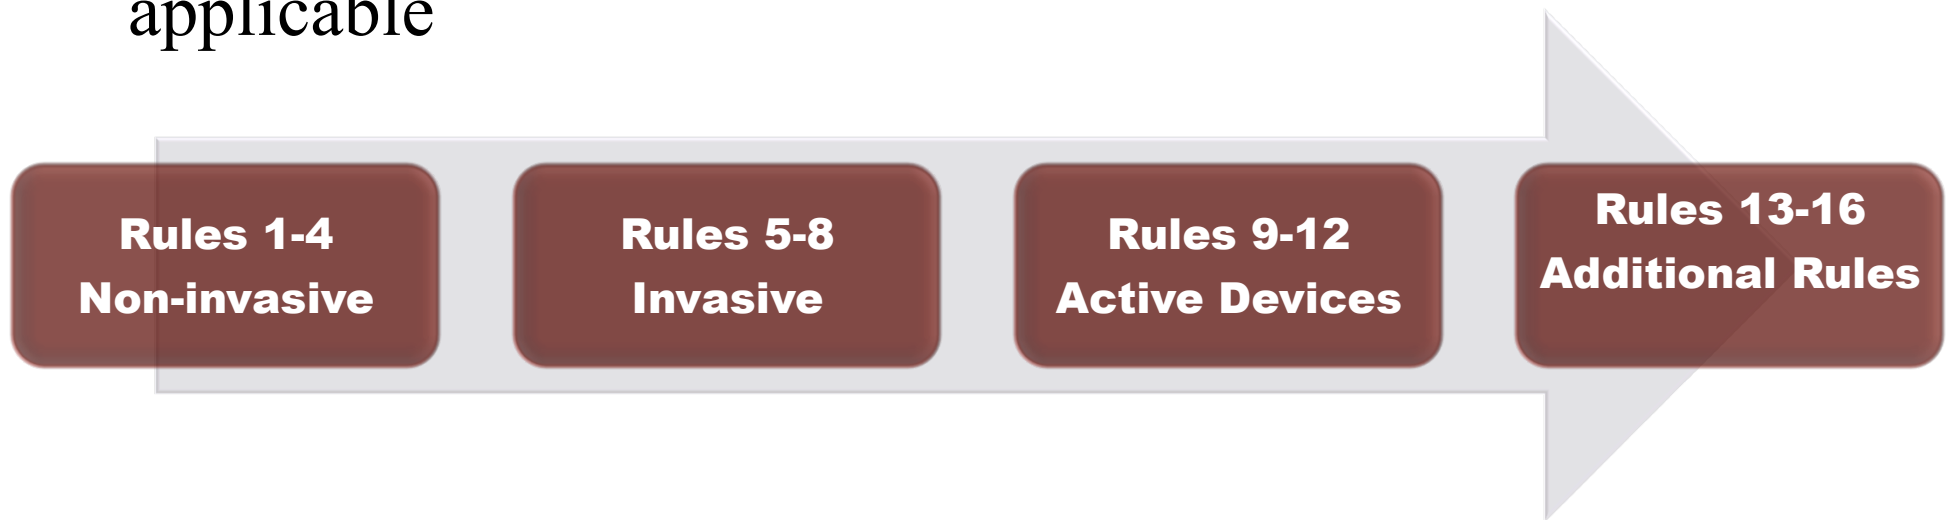 applicable
Rules 1-4
Non-invasive
Rules 5-8
Invasive
Rules 9-12
Active Devices
Rules 13-16
Additional Rules